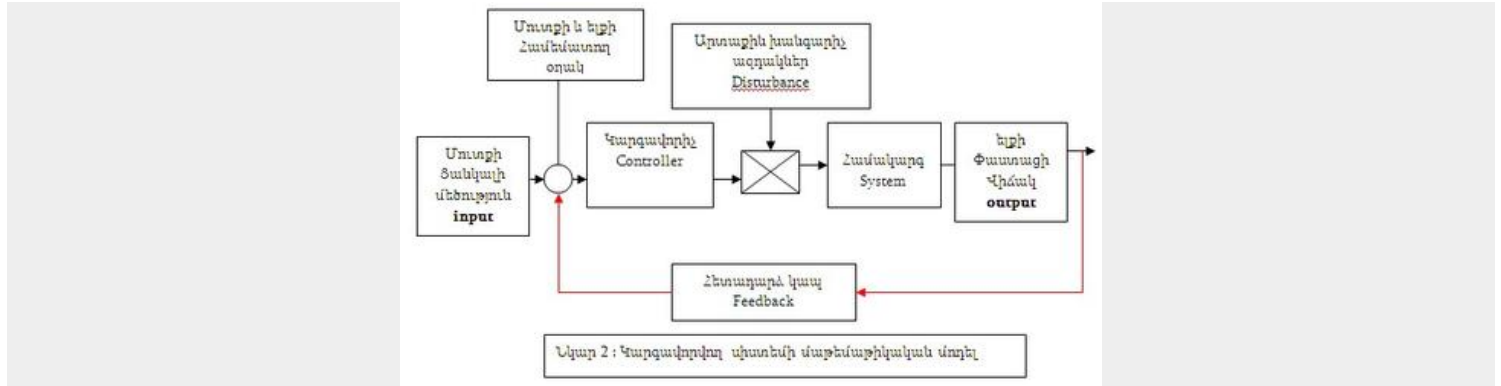 Մուտքի և ելքի
Համեմատող
օղակ
Արտաքին խանգարիչ
ազդակներ
Disturbance
Մուտքի
Ցանկալի
մեծություն
input
Կարգավորիչ
Controller
Համակարգ
System
ելքի
Փաստացի
Վիճակ
output
Հետադարձ կապ
Feedback
Նկար 2 : Կարգավորվող սիստեմի մաթեմաթիկական մոդել